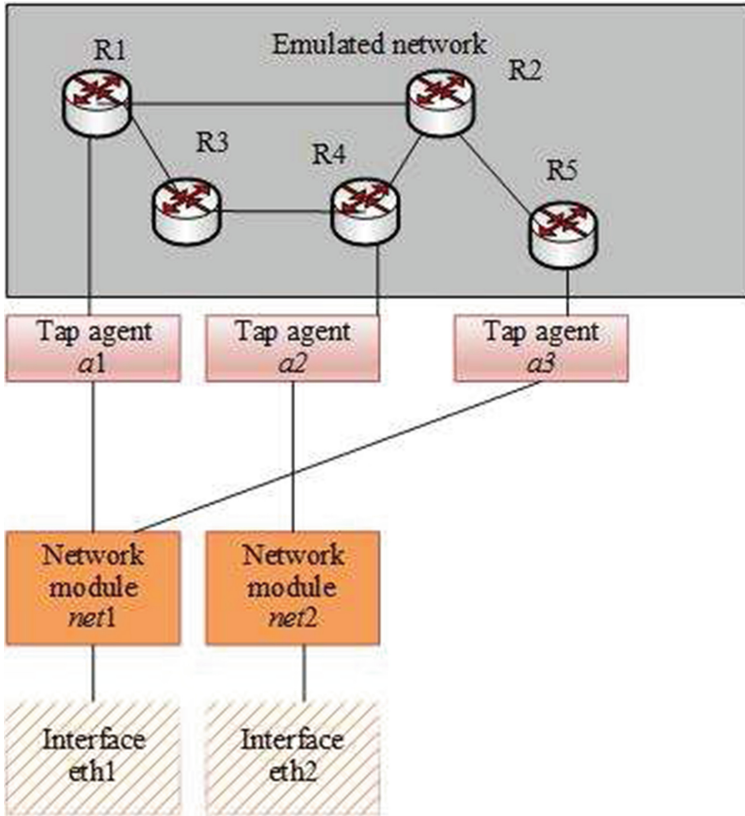 R1
Emulated network
R2
R3
R4
R5
Tap agent
a1
Tap agent
a2
Tap agent
a3
Network
module
net1
Network
module
net2
Interface
eth1
Interface
eth2